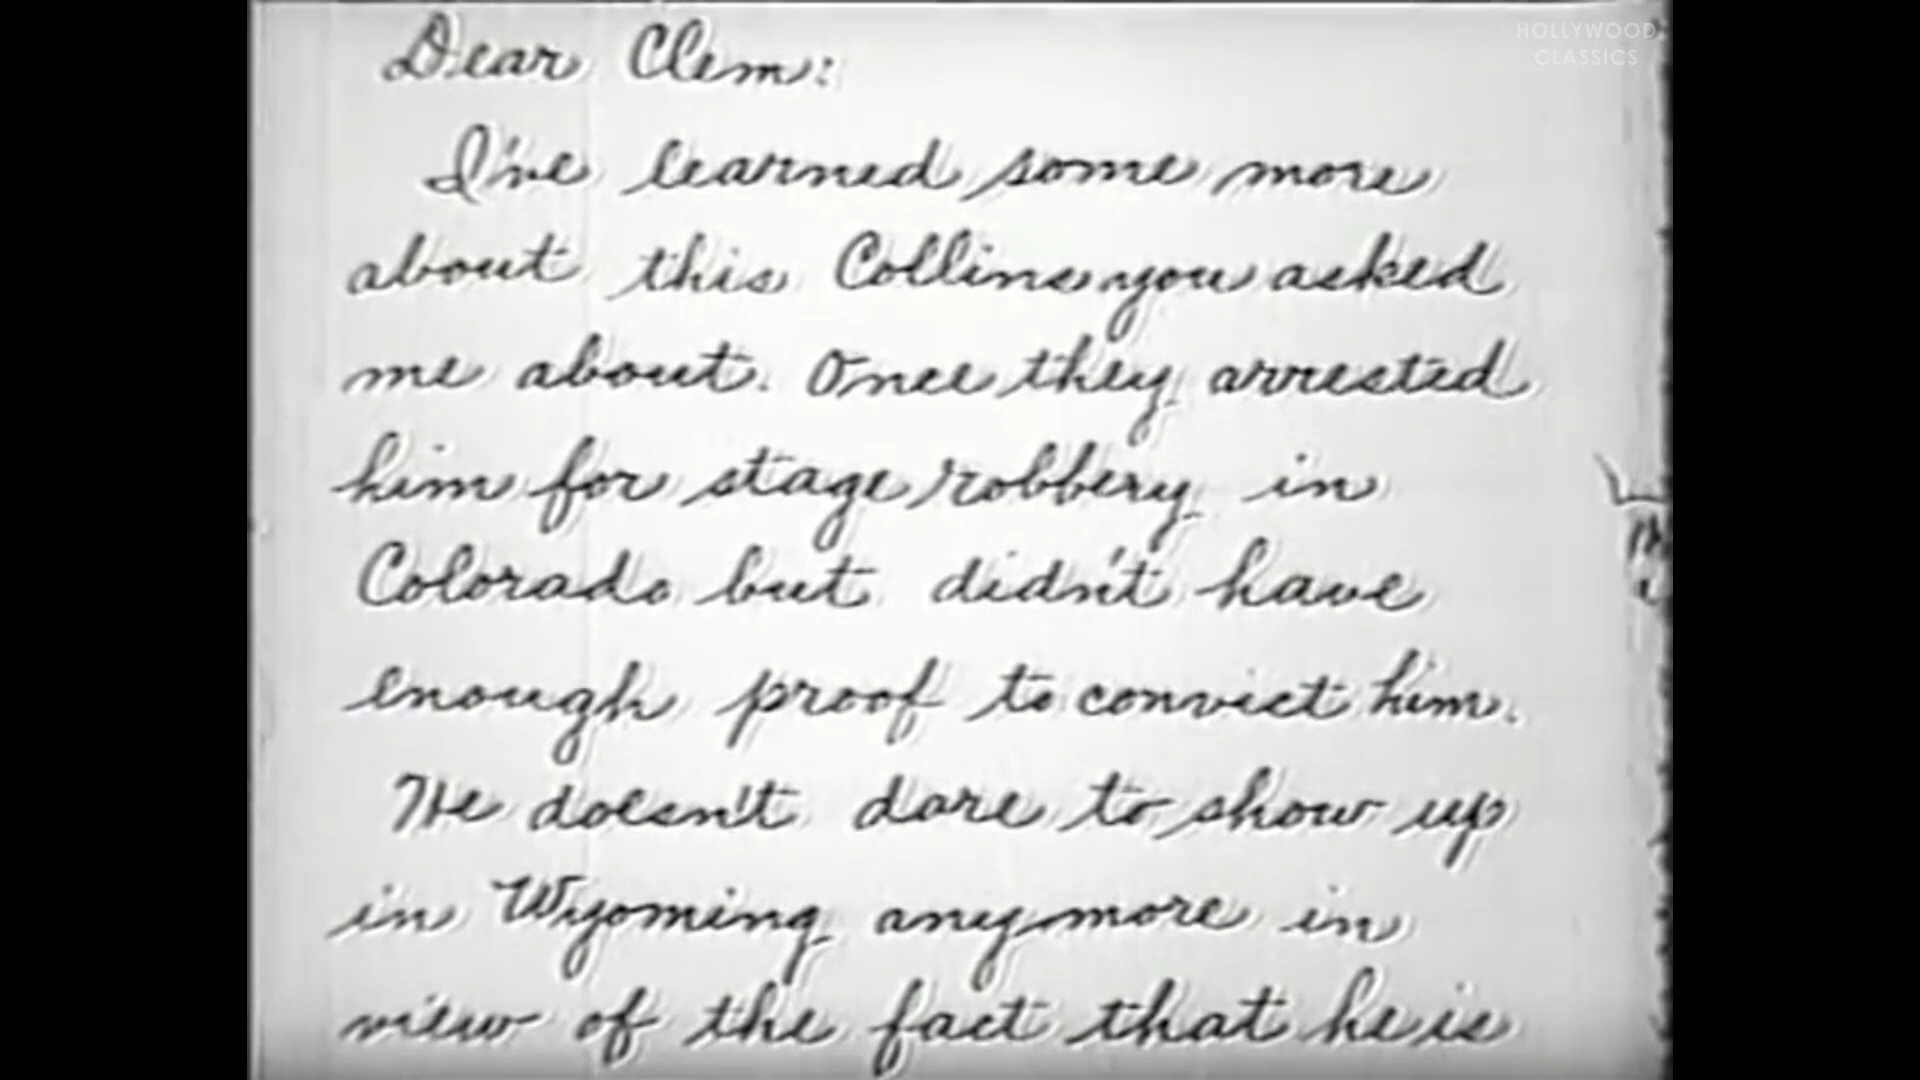 HOLLYWOOD
CLASSICS
Dear Clem:
I've learned some more
about this Collins you asked
me about. Once they arrested
him for stage robbery in
Colorado but didn't have
enough proof to convict him.
He doesn't dare to show up
in Wyoming anymore in
view of the fact that he is